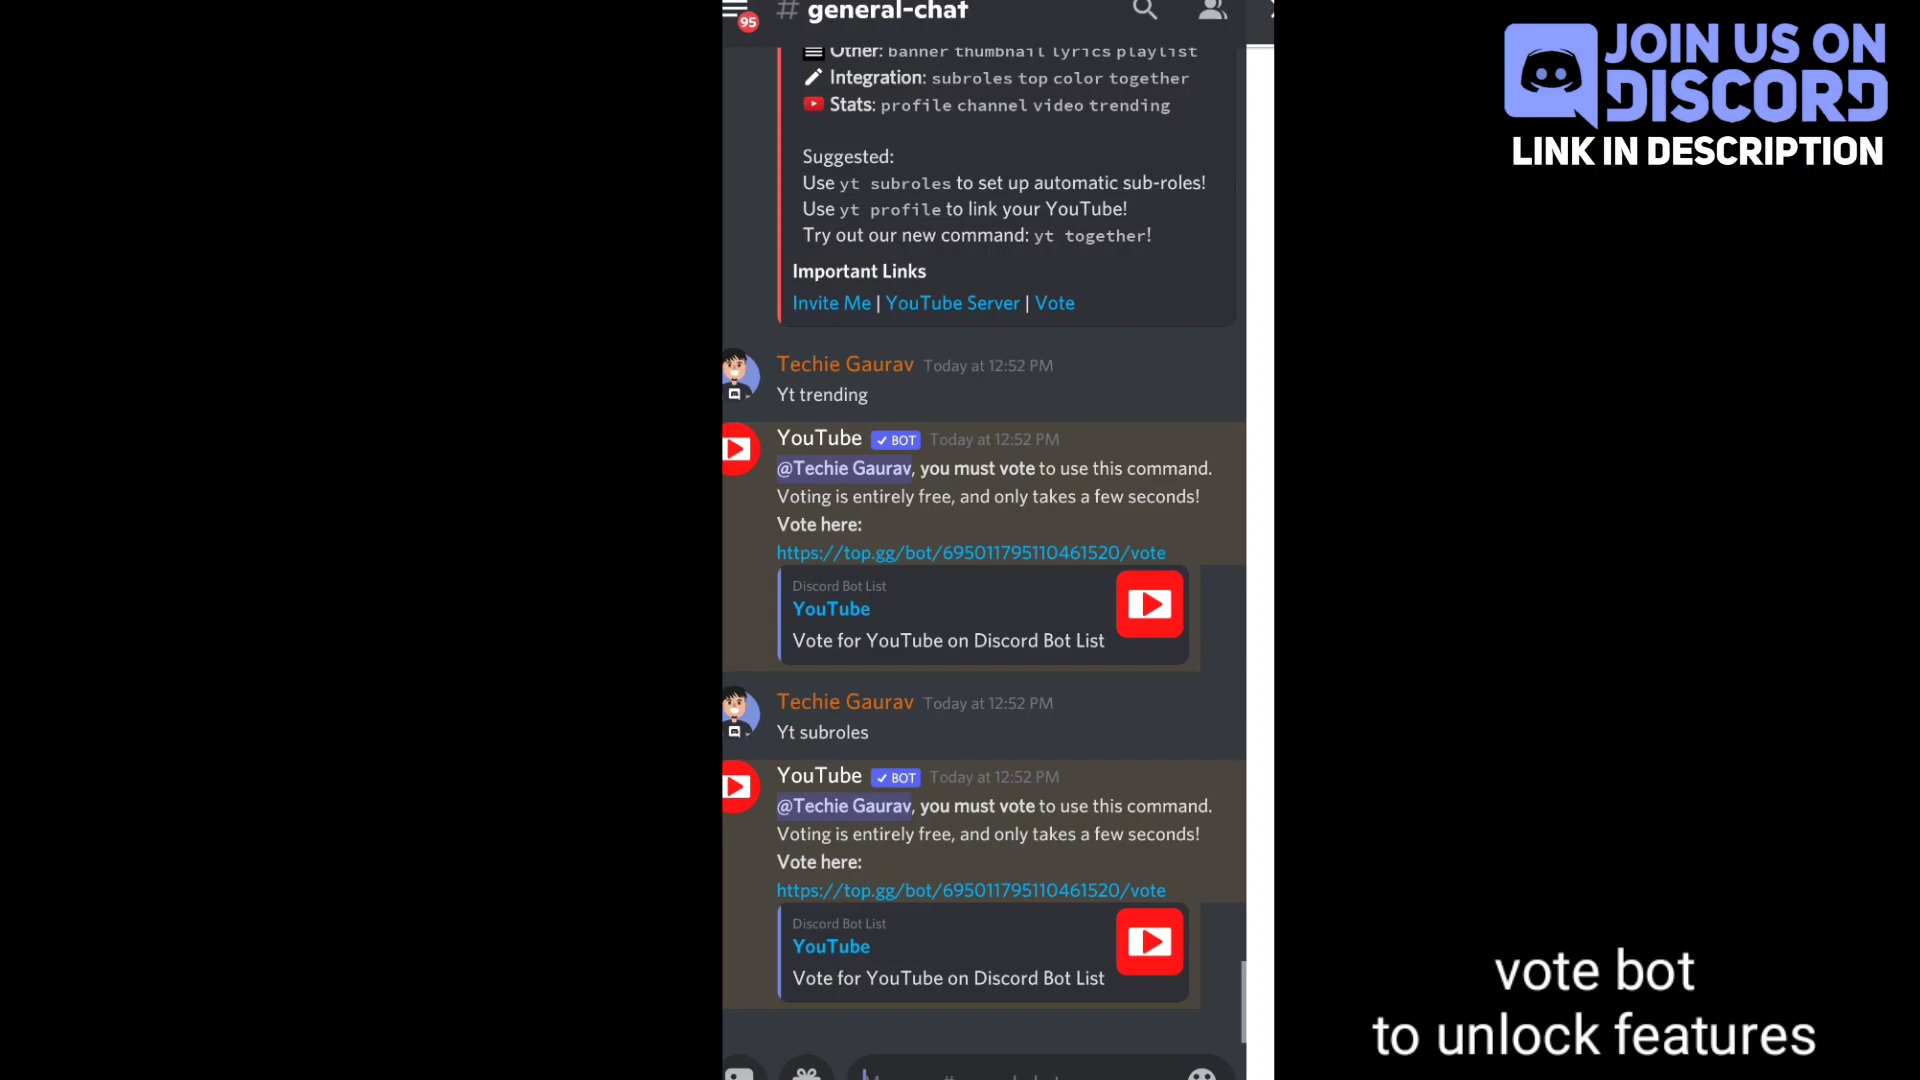 95
# general-chat
Other: banner thumbnail lyrics playlist
Integration: subroles top color together
Stats: profile channel video trending
Suggested:
Use yt subroles to set up automatic sub-roles!
Use yt profile to link your YouTube!
Try out our new command: yt together!
Important Links
Invite Me | YouTube Server | Vote
Techie Gaurav Today at 12:52 PM
Yt trending
YouTube ✓ BOT Today at 12:52 PM
@Techie Gaurav, you must vote to use this command.
Voting is entirely free, and only takes a few seconds!
Vote here:
https://top.gg/bot/695011795110461520/vote
Discord Bot List
YouTube
Vote for YouTube on Discord Bot List
Techie Gaurav Today at 12:52 PM
Yt subroles
YouTube ✓ BOT Today at 12:52 PM
@Techie Gaurav, you must vote to use this command.
Voting is entirely free, and only takes a few seconds!
Vote here:
https://top.gg/bot/695011795110461520/vote
Discord Bot List
YouTube
Vote for YouTube on Discord Bot List
JOIN US ON
DISCORD
LINK IN DESCRIPTION
vote bot
to unlock features